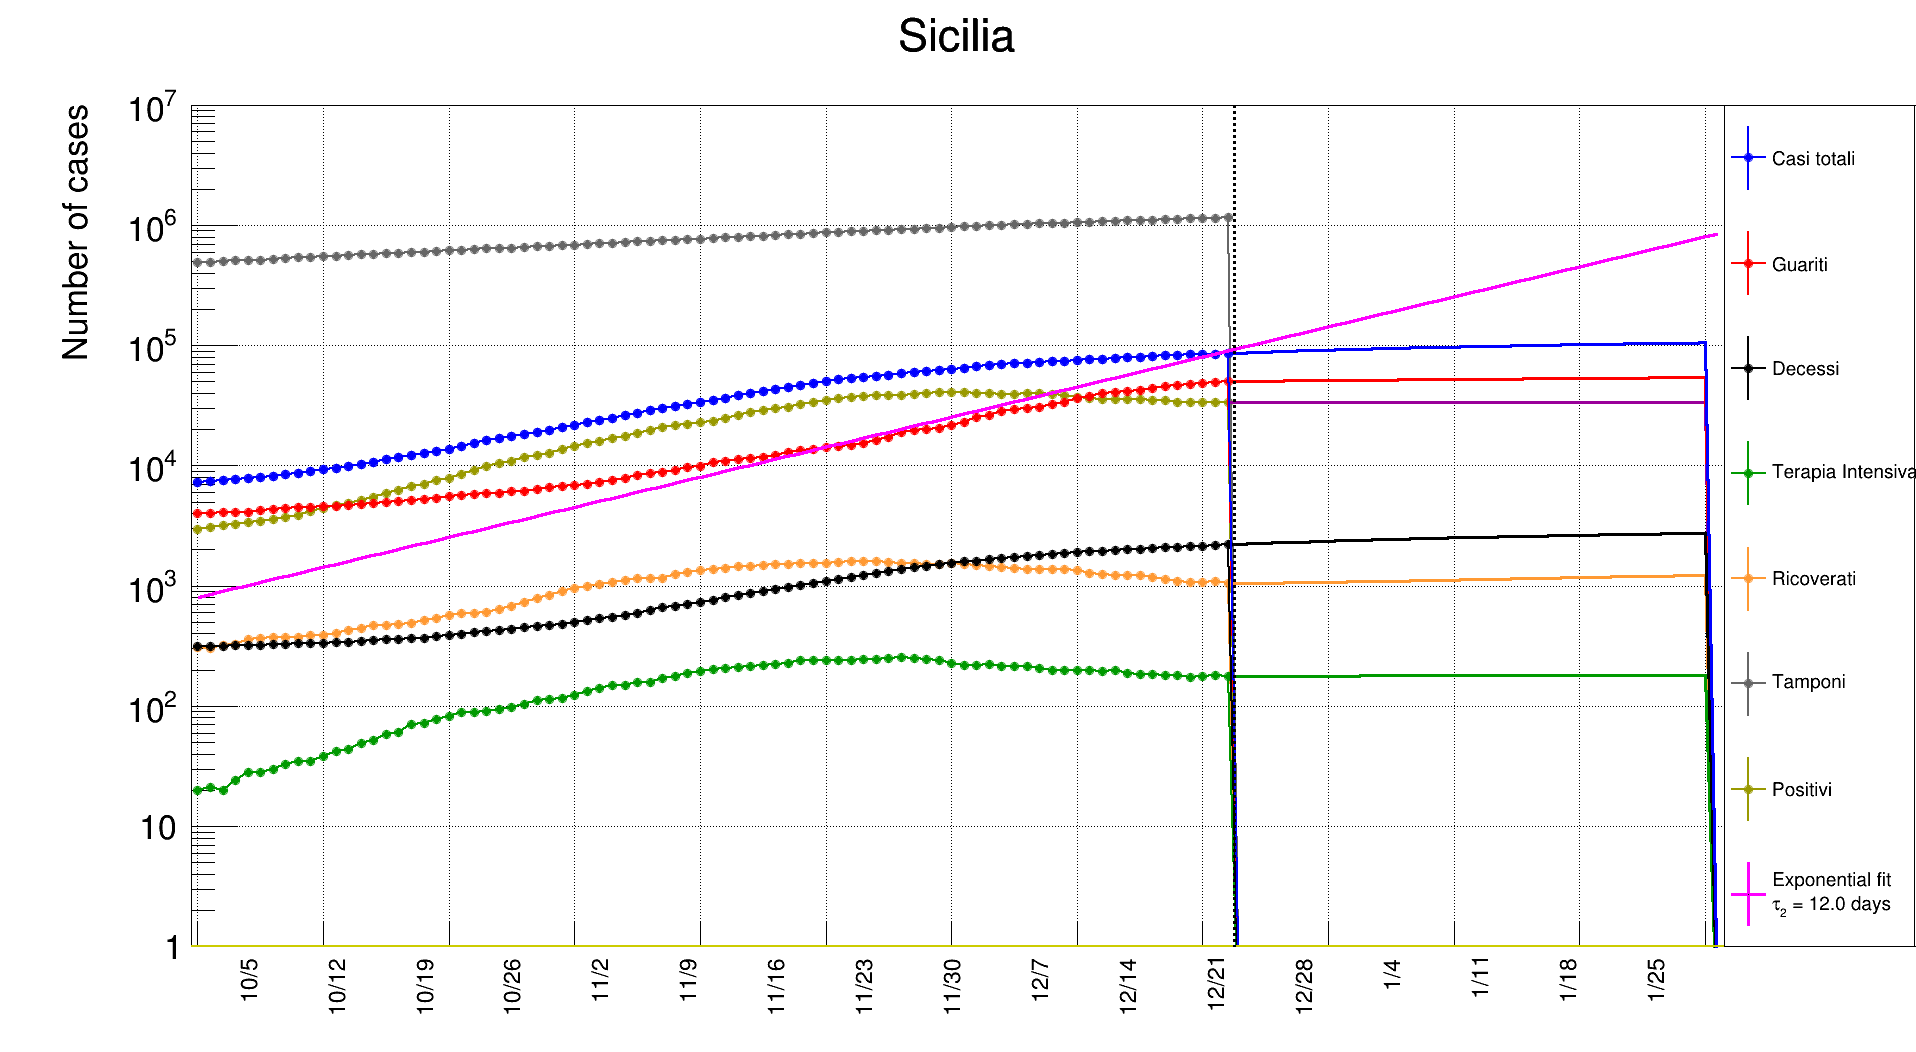 Sicilia
Number of cases
10^7
10^6
10^5
10^4
10^3
10^2
10
1
10/5 10/12 10/19 10/26 11/2 11/9 11/16 11/23 11/30 12/7 12/14 12/21 12/28 1/4 1/11 1/18 1/25
Casi totali
Guariti
Decessi
Terapia Intensiva
Ricoverati
Tamponi
Positivi
Exponential fit
τ₂ = 12.0 days